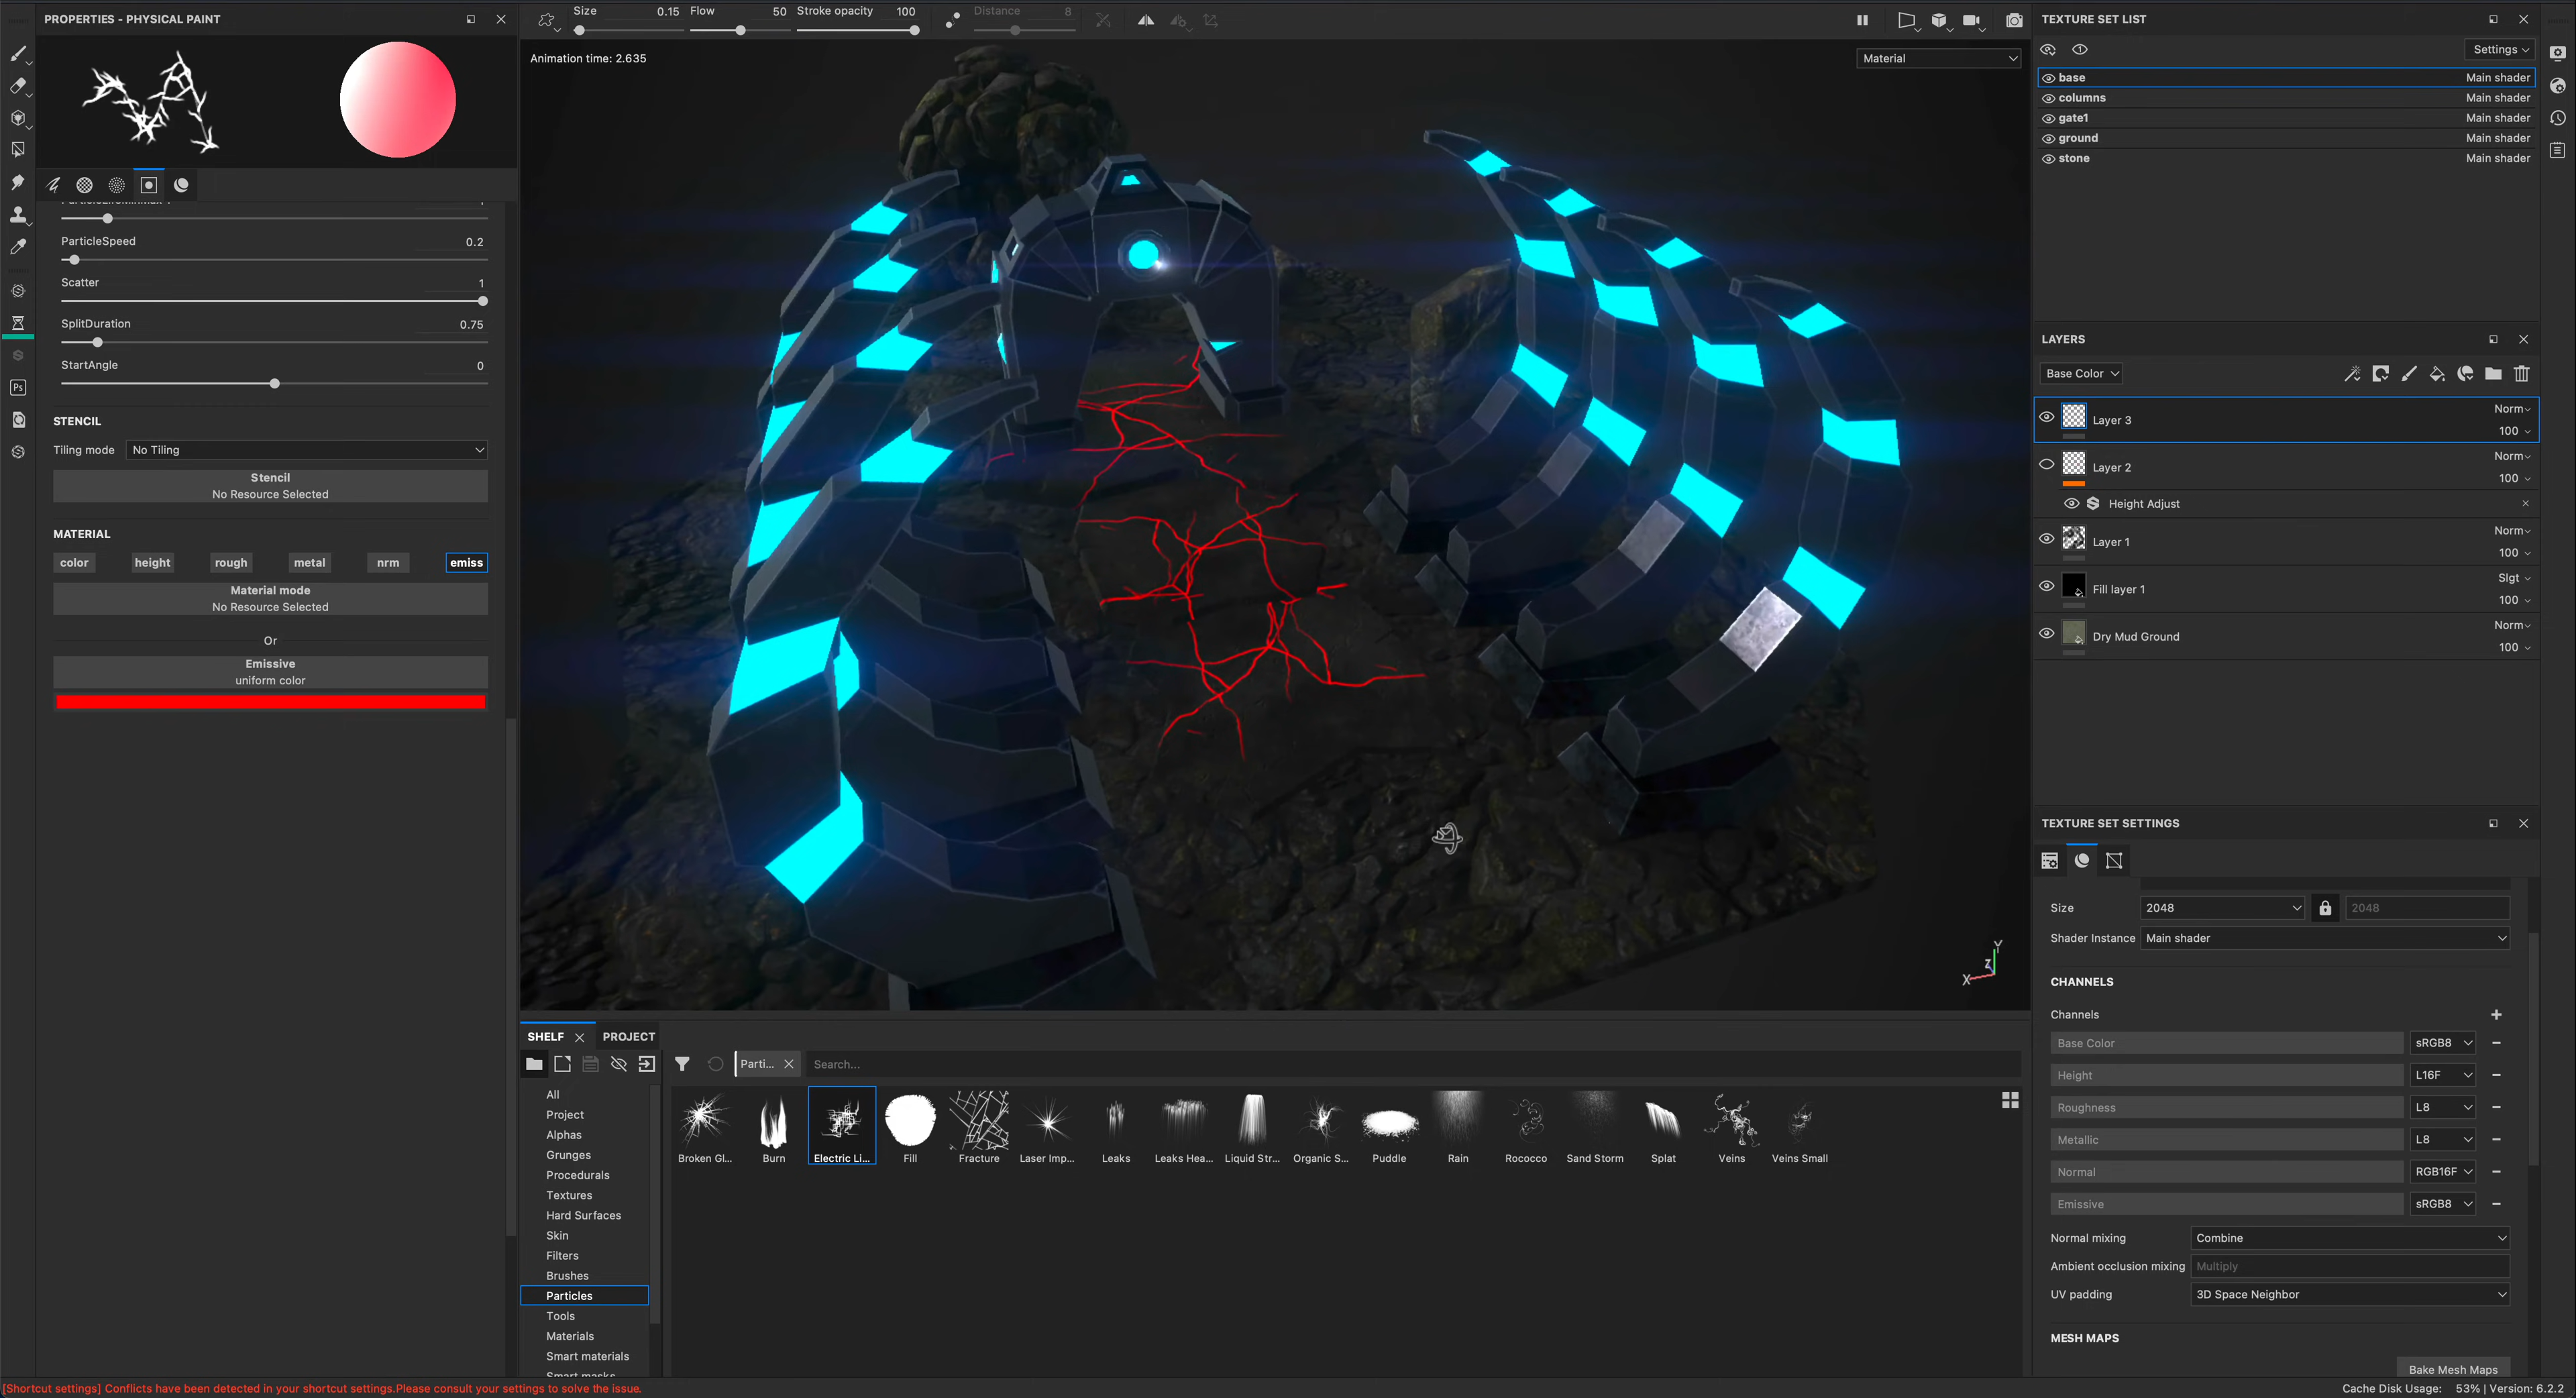 PROPERTIES - PHYSICAL PAINT
ParticleSpeed 0.2
Scatter 1
SplitDuration 0.75
StartAngle 0
STENCIL
Tiling mode No Tiling
Stencil
No Resource Selected
MATERIAL
color height rough metal nrm emiss
Material mode
No Resource Selected
Or
Emissive
uniform color
Ps
Size 0.15 Flow 50 Stroke opacity 100 Distance 8
Animation time: 2.635
Material
Y
Z
X
SHELF PROJECT
Parti... Search...
All
Project
Alphas
Grunges
Procedurals
Textures
Hard Surfaces
Skin
Filters
Brushes
Particles
Tools
Materials
Smart materials
Broken Gl... Burn Electric Li... Fill Fracture Laser Imp... Leaks Leaks Hea... Liquid Str... Organic S... Puddle Rain Rococco Sand Storm Splat Veins Veins Small
TEXTURE SET LIST
Settings
base Main shader
columns Main shader
gate1 Main shader
ground Main shader
stone Main shader
LAYERS
Base Color
Layer 3 Norm 100
Layer 2 Norm 100
Height Adjust
Layer 1 Norm 100
Fill layer 1 Slgt 100
Dry Mud Ground Norm 100
TEXTURE SET SETTINGS
Size 2048 2048
Shader Instance Main shader
CHANNELS
Channels
Base Color sRGB8
Height L16F
Roughness L8
Metallic L8
Normal RGB16F
Emissive sRGB8
Normal mixing Combine
Ambient occlusion mixing Multiply
UV padding 3D Space Neighbor
MESH MAPS
Bake Mesh Maps
[Shortcut settings] Conflicts have been detected in your shortcut settings.Please consult your settings to solve the issue.
Cache Disk Usage: 53% | Version: 6.2.2